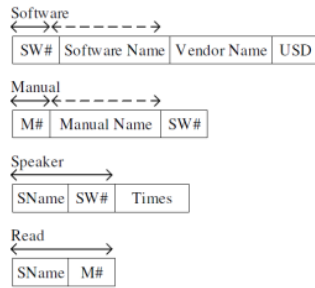 Software
SW# Software Name Vendor Name USD
Manual
M# Manual Name SW#
Speaker
SName SW# Times
Read
SName M#